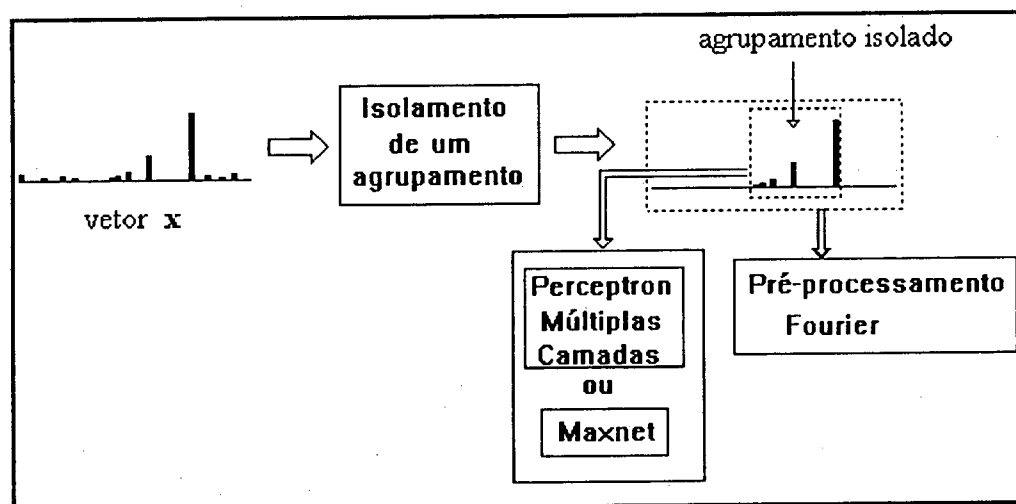 agrupamento isolado
Isolamento
de um
agrupamento
vetor x
Perceptron
Múltiplas
Camadas
ou
Maxnet
Pré-processamento
Fourier